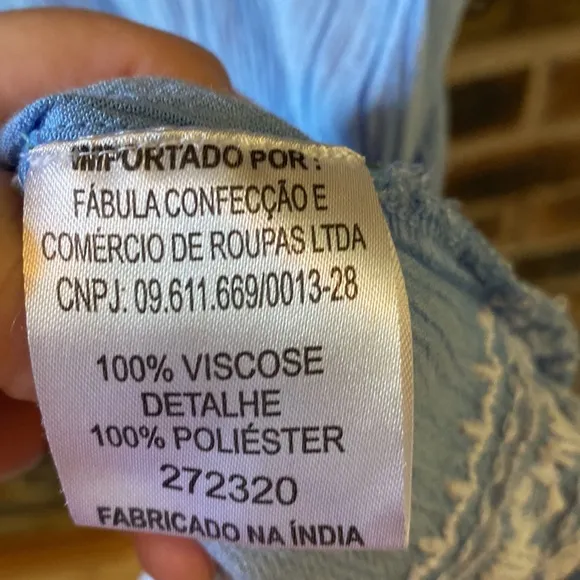 IMPORTADO POR:
FÁBULA CONFECÇÃO E
COMÉRCIO DE ROUPAS LTDA
CNPJ: 09.611.669/0013-28
100% VISCOSE
DETALHE
100% POLIÉSTER
272320
FABRICADO NA ÍNDIA